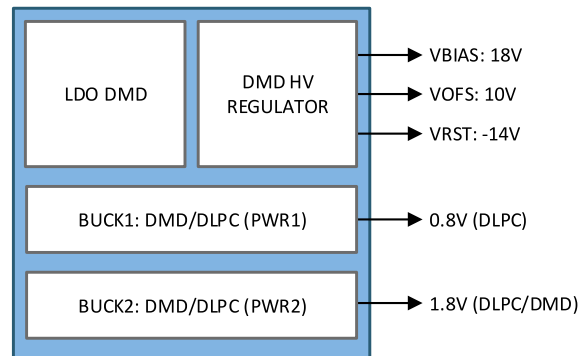 LDO DMD
DMD HV
REGULATOR
VBIAS: 18V
VOFS: 10V
VRST: -14V
BUCK1: DMD/DLPC (PWR1)
0.8V (DLPC)
BUCK2: DMD/DLPC (PWR2)
1.8V (DLPC/DMD)